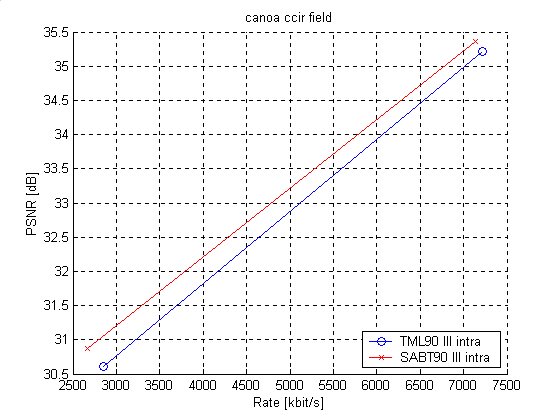 canoa ccir field
35.5
35
34.5
34
33.5
33
32.5
32
31.5
31
30.5
PSNR [dB]
2500 3000 3500 4000 4500 5000 5500 6000 6500 7000 7500
Rate [kbit/s]
TML90 III intra
SABT90 III intra